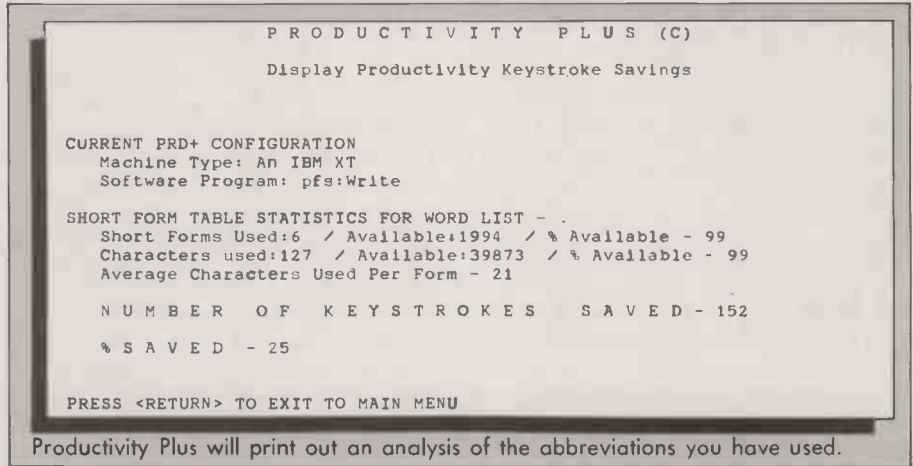 P R O D U C T I V I T Y P L U S (C)
Display Productivity Keystroke Savings
CURRENT PRD+ CONFIGURATION
Machine Type: An IBM XT
Software Program: pfs:Write
SHORT FORM TABLE STATISTICS FOR WORD LIST - .
Short Forms Used:6 / Available:1994 / % Available - 99
Characters used:127 / Available:39873 / % Available - 99
Average Characters Used Per Form - 21
N U M B E R O F K E Y S T R O K E S S A V E D - 152
% S A V E D - 25
PRESS <RETURN> TO EXIT TO MAIN MENU
Productivity Plus will print out an analysis of the abbreviations you have used.